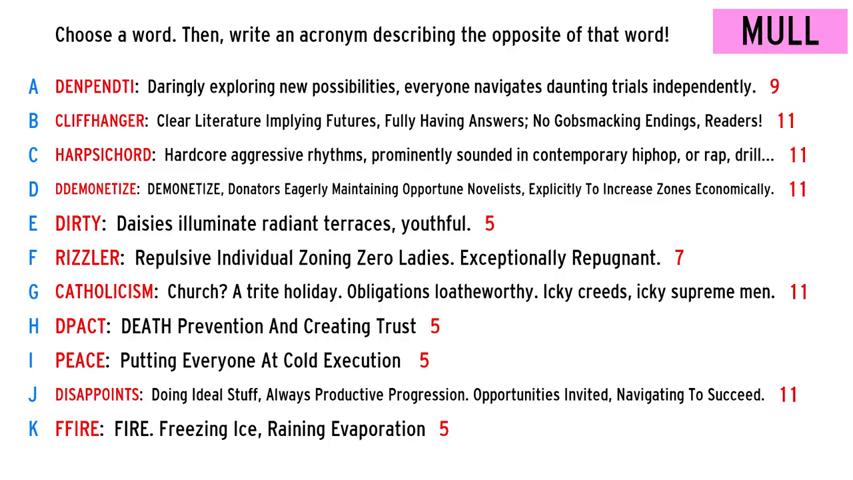 Choose a word. Then, write an acronym describing the opposite of that word!
MULL
A DENPENDTI: Daringly exploring new possibilities, everyone navigates daunting trials independently. 9
B CLIFFHANGER: Clear Literature Implying Futures, Fully Having Answers; No Gobsmacking Endings, Readers! 11
C HARPSICHORD: Hardcore aggressive rhythms, prominently sounded in contemporary hiphop, or rap, drill... 11
D DDEMONETIZE: DEMONETIZE, Donators Eagerly Maintaining Opportune Novelists, Explicitly To Increase Zones Economically. 11
E DIRTY: Daisies illuminate radiant terraces, youthful. 5
F RIZZLER: Repulsive Individual Zoning Zero Ladies. Exceptionally Repugnant. 7
G CATHOLICISM: Church? A trite holiday. Obligations loatheworthy. Icky creeds, icky supreme men. 11
H DPACT: DEATH Prevention And Creating Trust 5
I PEACE: Putting Everyone At Cold Execution 5
J DISAPPOINTS: Doing Ideal Stuff, Always Productive Progression. Opportunities Invited, Navigating To Succeed. 11
K FFIRE: FIRE. Freezing Ice, Raining Evaporation 5